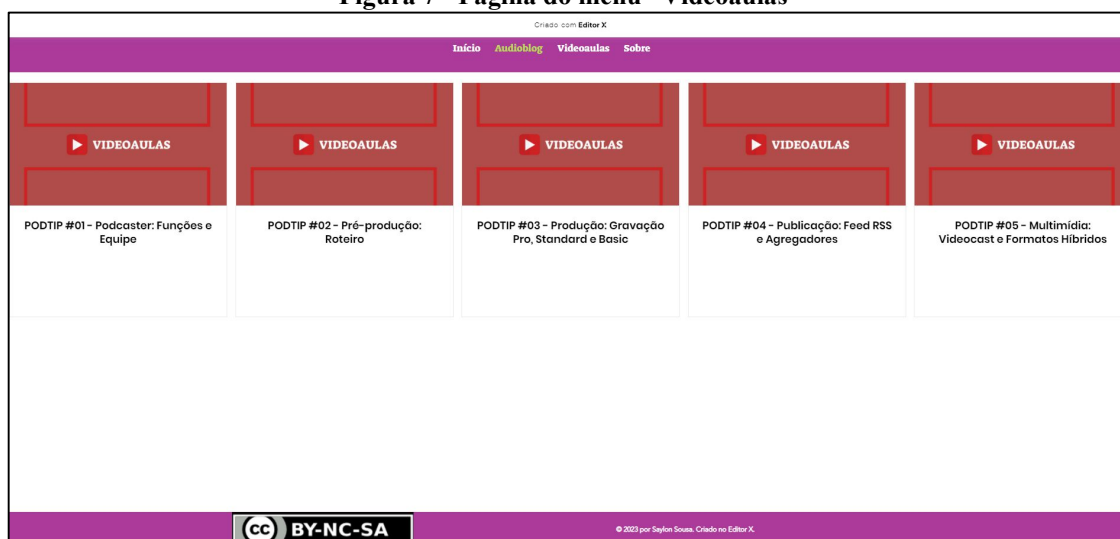 Figura 7 - Página do menu - Videoaulas
Criado com Editor X
Início Audioblog Videoaulas Sobre
VIDEOAULAS
VIDEOAULAS
VIDEOAULAS
VIDEOAULAS
VIDEOAULAS
PODTIP #01 - Podcaster: Funções e
Equipe
PODTIP #02 - Pré-produção:
Roteiro
PODTIP #03 - Produção: Gravação
Pro, Standard e Basic
PODTIP #04 - Publicação: Feed RSS
e Agregadores
PODTIP #05 - Multimídia:
Videocast e Formatos Híbridos
CC BY-NC-SA
© 2023 por Saylon Sousa. Criado no Editor X.